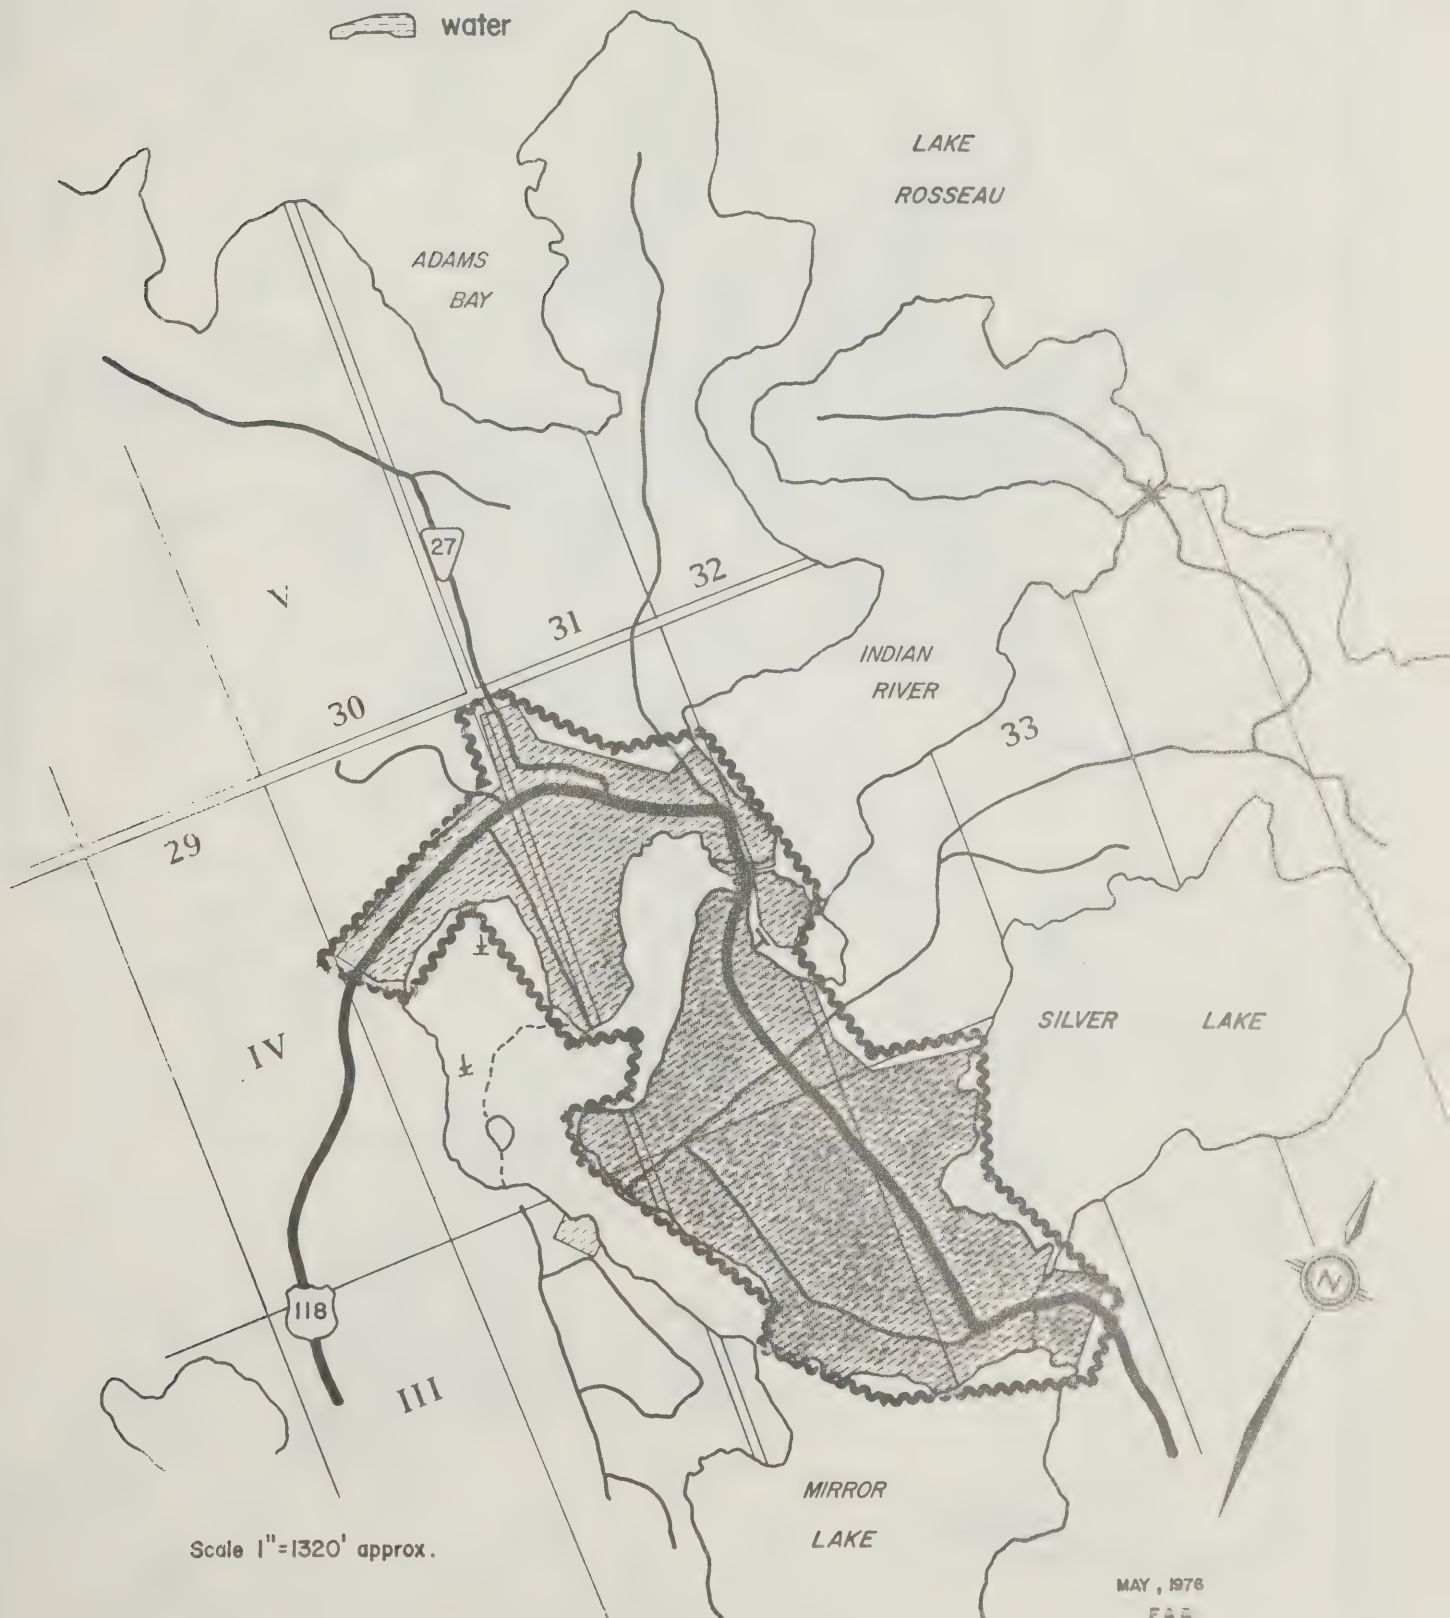 water
LAKE
ROSSEAU
ADAMS
BAY
27
V
32
31
INDIAN
RIVER
30
33
29
SILVER LAKE
IV
N
118
III
MIRROR
LAKE
Scale 1"=1320' approx.
MAY, 1976